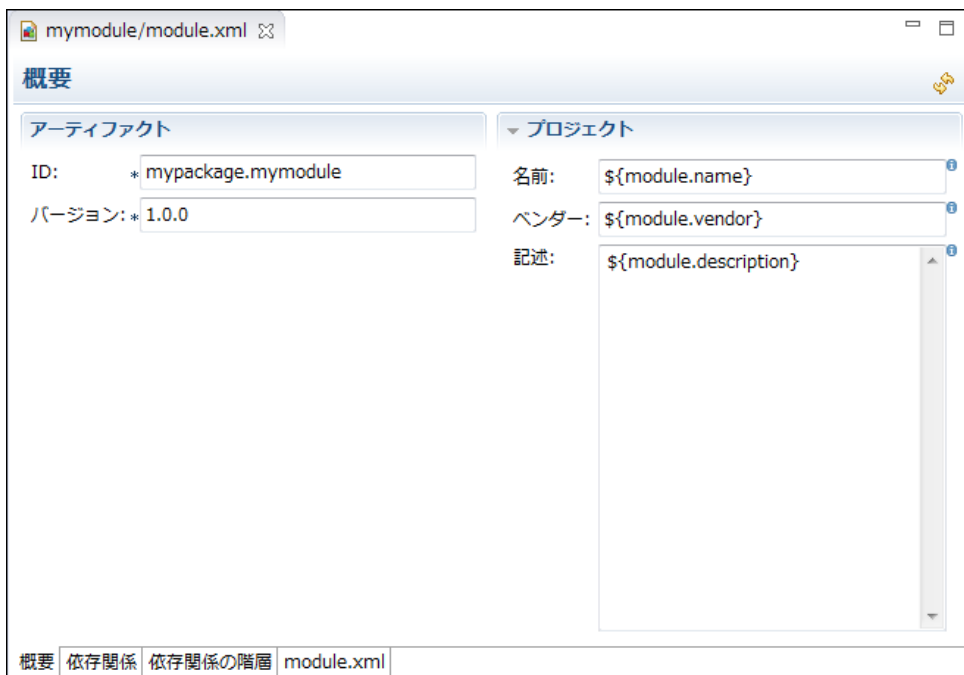 mymodule/module.xml
概要
アーティファクト
ID: * mypackage.mymodule
バージョン: * 1.0.0
プロジェクト
名前: ${module.name}
ベンダー: ${module.vendor}
記述: ${module.description}
概要 依存関係 依存関係の階層 module.xml